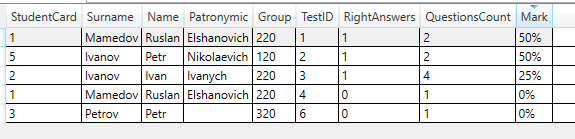 StudentCard Surname Name Patronymic Group TestID RightAnswers QuestionsCount Mark
1 Mamedov Ruslan Elshanovich 220 1 1 2 50%
5 Ivanov Petr Nikolaevich 120 2 1 2 50%
2 Ivanov Ivan Ivanych 220 3 1 4 25%
1 Mamedov Ruslan Elshanovich 220 4 0 1 0%
3 Petrov Petr 320 6 0 1 0%